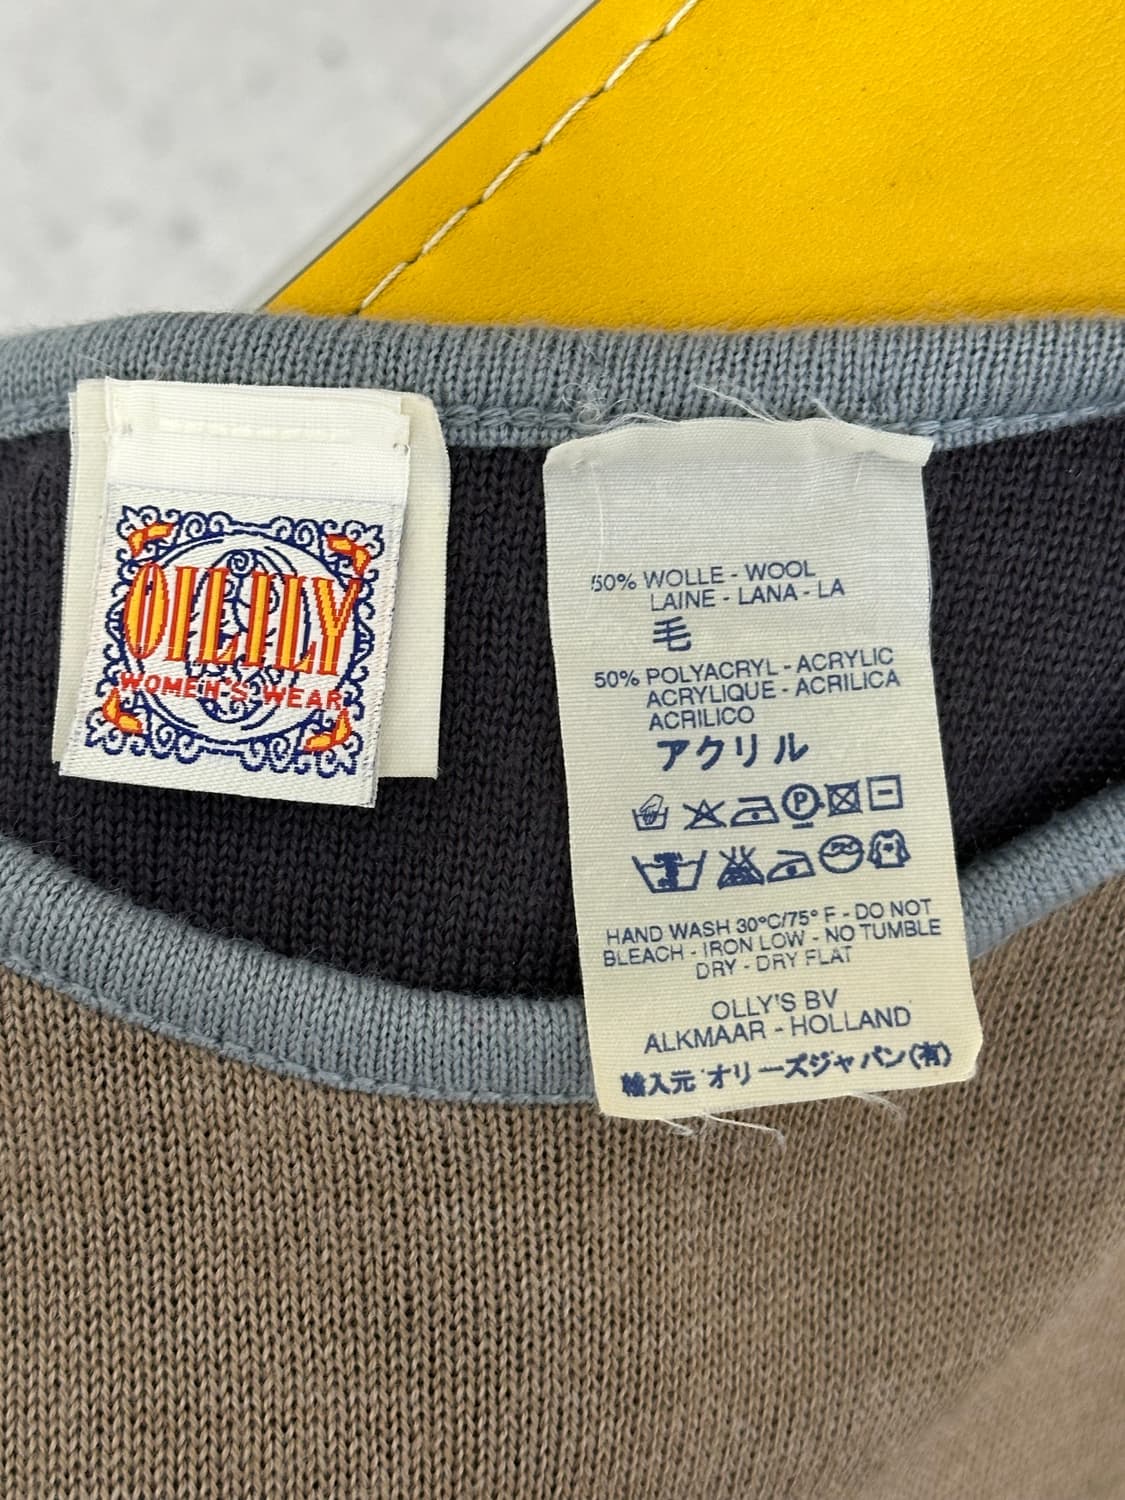 OILILY
WOMEN'S WEAR
50% WOLLE - WOOL
LAINE - LANA - LA
毛
50% POLYACRYL - ACRYLIC
ACRYLIQUE - ACRILICA
ACRILICO
アクリル
P
HAND WASH 30°C/75° F - DO NOT
BLEACH - IRON LOW - NO TUMBLE
DRY - DRY FLAT
OLLY'S BV
ALKMAAR - HOLLAND
輸入元 オリーズジャパン(有)